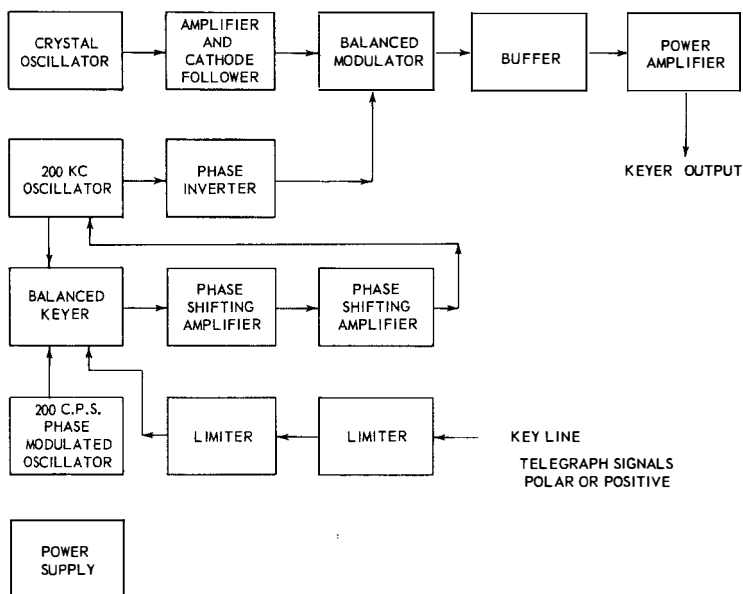 CRYSTAL
OSCILLATOR
AMPLIFIER
AND
CATHODE
FOLLOWER
BALANCED
MODULATOR
BUFFER
POWER
AMPLIFIER
200 KC
OSCILLATOR
PHASE
INVERTER
KEYER OUTPUT
BALANCED
KEYER
PHASE
SHIFTING
AMPLIFIER
PHASE
SHIFTING
AMPLIFIER
200 C.P.S.
PHASE
MODULATED
OSCILLATOR
LIMITER
LIMITER
KEY LINE
TELEGRAPH SIGNALS
POLAR OR POSITIVE
POWER
SUPPLY